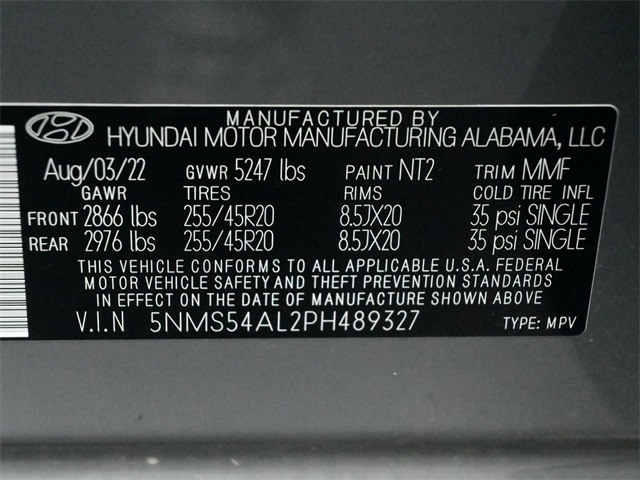 MANUFACTURED BY
HYUNDAI MOTOR MANUFACTURING ALABAMA, LLC
Aug/03/22 GVWR 5247 lbs PAINT NT2 TRIM MMF
GAWR TIRES RIMS COLD TIRE INFL
FRONT 2866 lbs 255/45R20 8.5JX20 35 psi SINGLE
REAR 2976 lbs 255/45R20 8.5JX20 35 psi SINGLE
THIS VEHICLE CONFORMS TO ALL APPLICABLE U.S.A. FEDERAL
MOTOR VEHICLE SAFETY AND THEFT PREVENTION STANDARDS
IN EFFECT ON THE DATE OF MANUFACTURE SHOWN ABOVE.
V.I.N 5NMS54AL2PH489327 TYPE: MPV